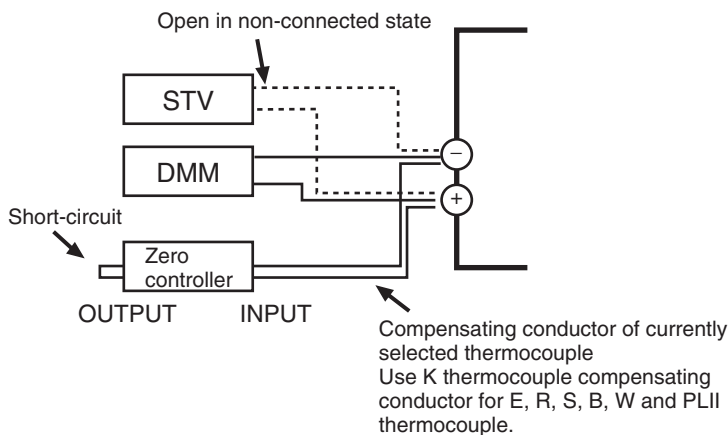 Open in non-connected state
STV
−
DMM
+
Short-circuit
Zero
controller
OUTPUT
INPUT
Compensating conductor of currently
selected thermocouple
Use K thermocouple compensating
conductor for E, R, S, B, W and PLII
thermocouple.